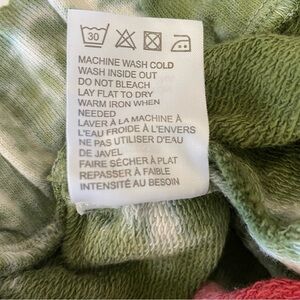 30
MACHINE WASH COLD
WASH INSIDE OUT
DO NOT BLEACH
LAY FLAT TO DRY
WARM IRON WHEN
NEEDED
LAVER À LA MACHINE À
L'EAU FROIDE À L'ENVERS
NE PAS UTILISER D'EAU
DE JAVEL
FAIRE SÉCHER À PLAT
REPASSER À FAIBLE
INTENSITÉ AU BESOIN